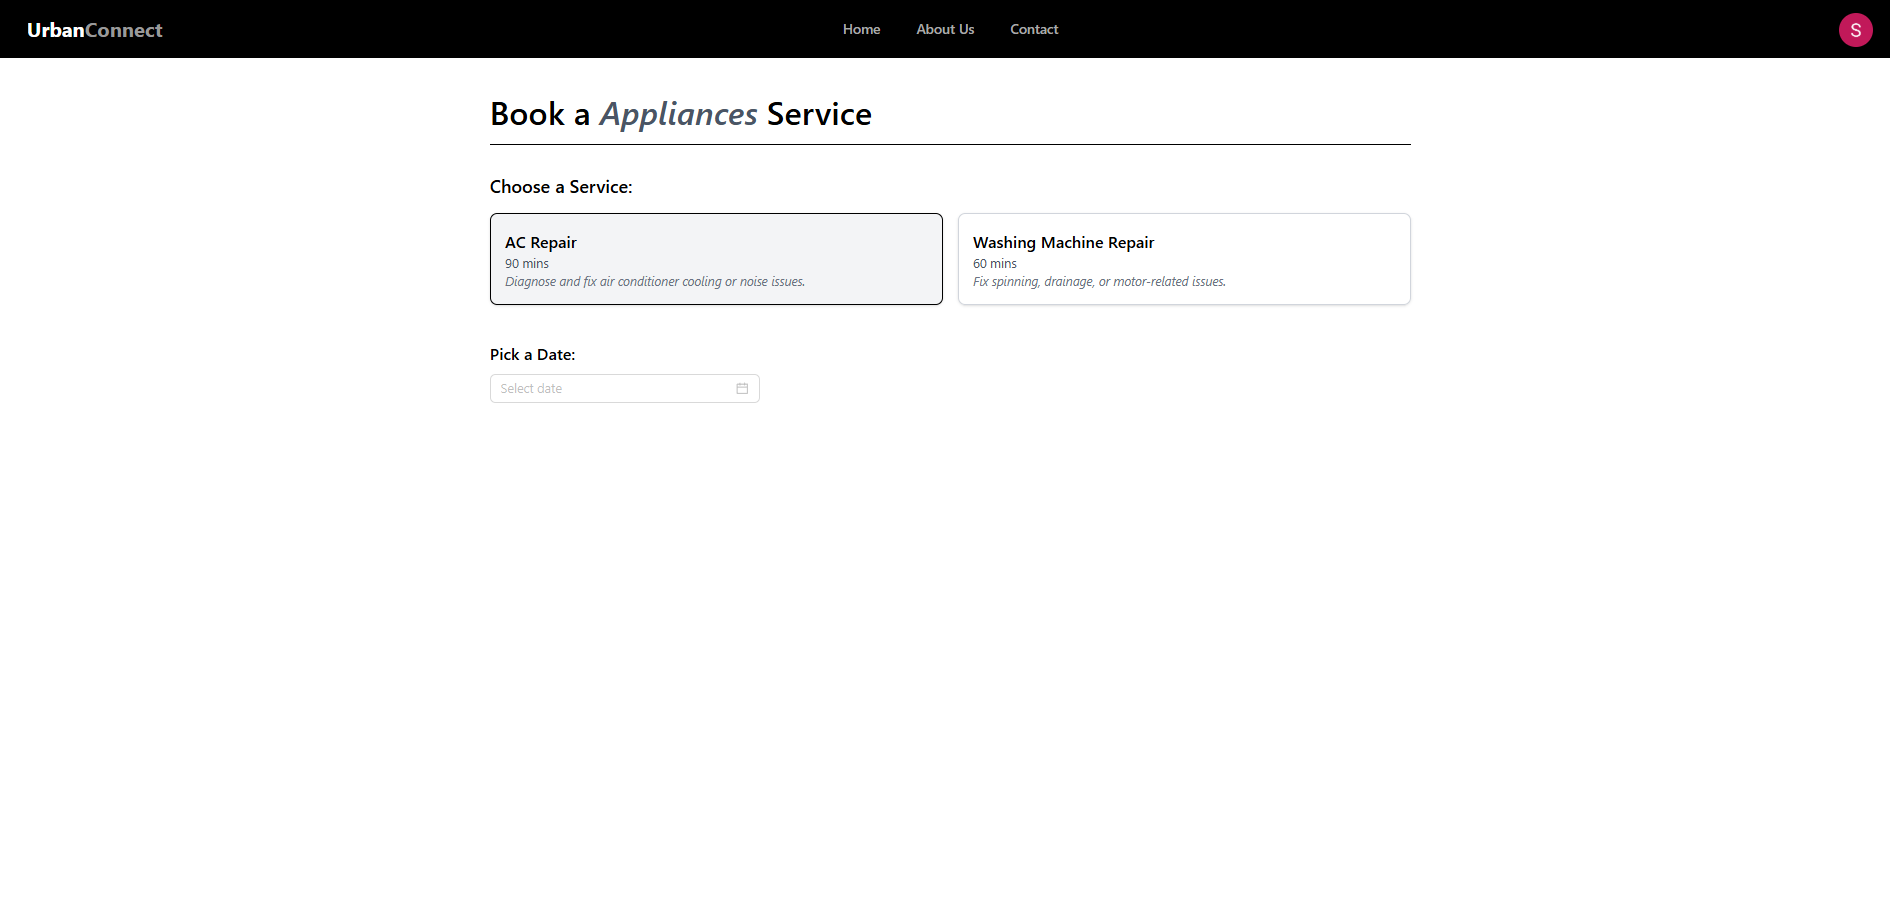 UrbanConnect
Home
About Us
Contact
S
Book a Appliances Service
Choose a Service:
AC Repair
90 mins
Diagnose and fix air conditioner cooling or noise issues.
Washing Machine Repair
60 mins
Fix spinning, drainage, or motor-related issues.
Pick a Date:
Select date